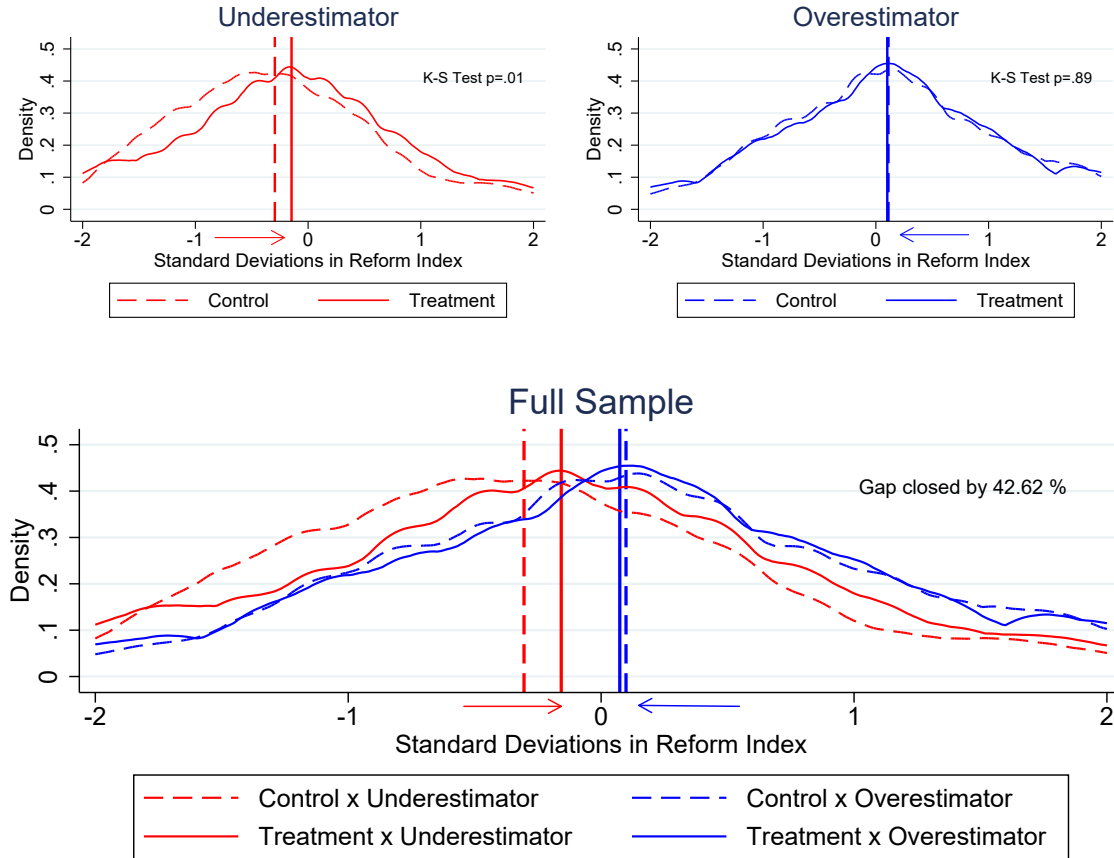 Underestimator
.5
.4
.3
.2
.1
0
Density
K-S Test p=.01
-2
-1
0
1
2
Standard Deviations in Reform Index
Control
Treatment
Overestimator
.5
.4
.3
.2
.1
0
Density
K-S Test p=.89
-2
-1
0
1
2
Standard Deviations in Reform Index
Control
Treatment
Full Sample
.5
.4
.3
.2
.1
0
Density
Gap closed by 42.62 %
-2
-1
0
1
2
Standard Deviations in Reform Index
Control x Underestimator
Control x Overestimator
Treatment x Underestimator
Treatment x Overestimator